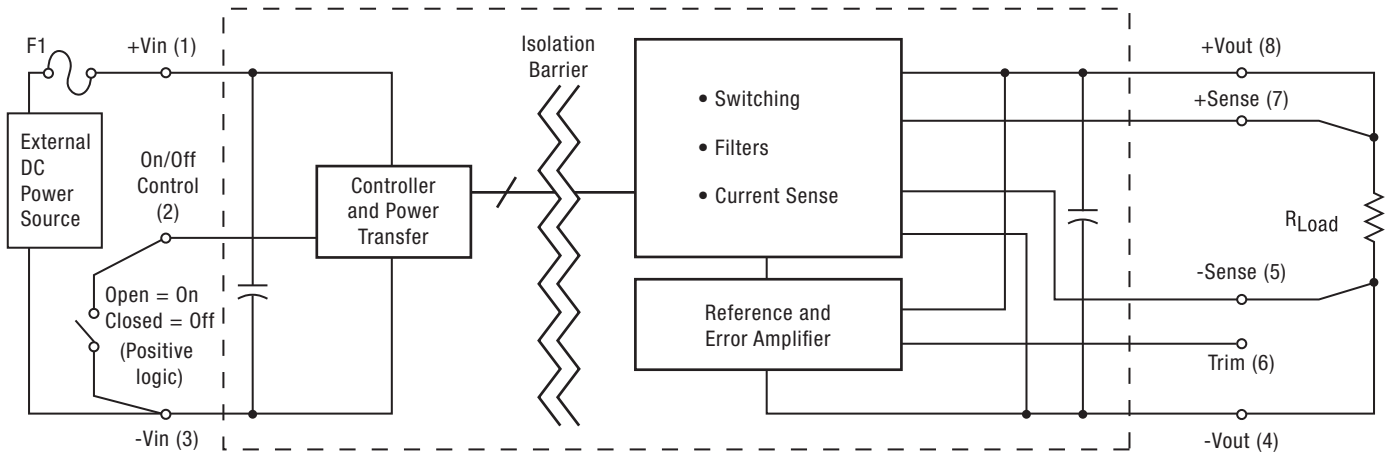 F1
+Vin (1)
External
DC
Power
Source
On/Off
Control
(2)
Open = On
Closed = Off
(Positive
logic)
-Vin (3)
Controller
and Power
Transfer
Isolation
Barrier
• Switching
• Filters
• Current Sense
Reference and
Error Amplifier
+Vout (8)
+Sense (7)
RLoad
-Sense (5)
Trim (6)
-Vout (4)